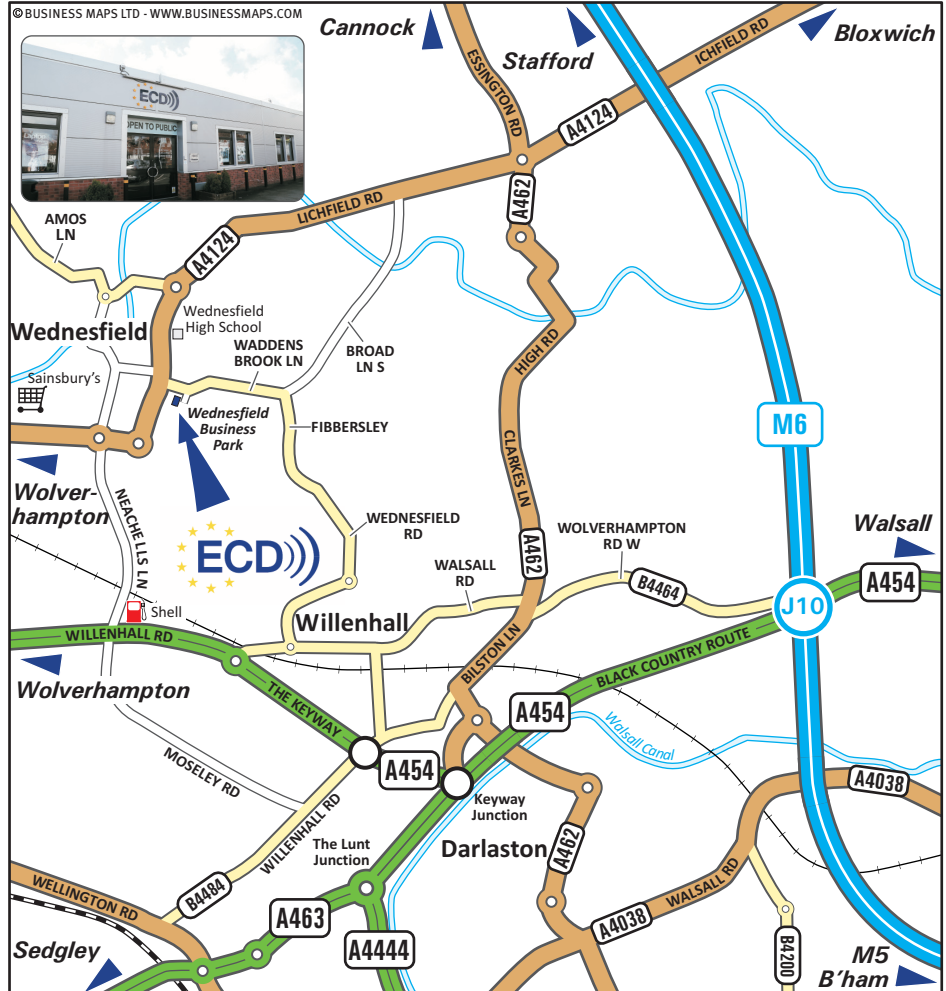 © BUSINESS MAPS LTD - WWW.BUSINESSMAPS.COM
Cannock
Stafford
Bloxwich
ESSINGTON RD
ICHFIELD RD
A4124
ECD
OPEN TO PUBLIC
A462
LICHFIELD RD
AMOS
LN
A4124
Wednesfield
High School
Wednesfield
WADDENS
BROOK LN
BROAD
LN S
HIGH RD
Sainsbury's
Wednesfield
Business
Park
FIBBERSLEY
M6
CLARKES LN
Wolver-
hampton
NEACHELLS LN
WEDNESFIELD
RD
WOLVERHAMPTON
RD W
Walsall
ECD
A462
WALSALL
RD
B4464
A454
J10
Shell
Willenhall
WILLENHALL RD
BILSTON LN
BLACK COUNTRY ROUTE
Wolverhampton
THE KEYWAY
A454
Walsall Canal
MOSELEY RD
A454
A4038
Keyway
Junction
WILLENHALL RD
The Lunt
Junction
Darlaston
A462
WALSALL RD
WELLINGTON RD
B4484
A463
A4038
Sedgley
A4444
B4200
M5
B'ham